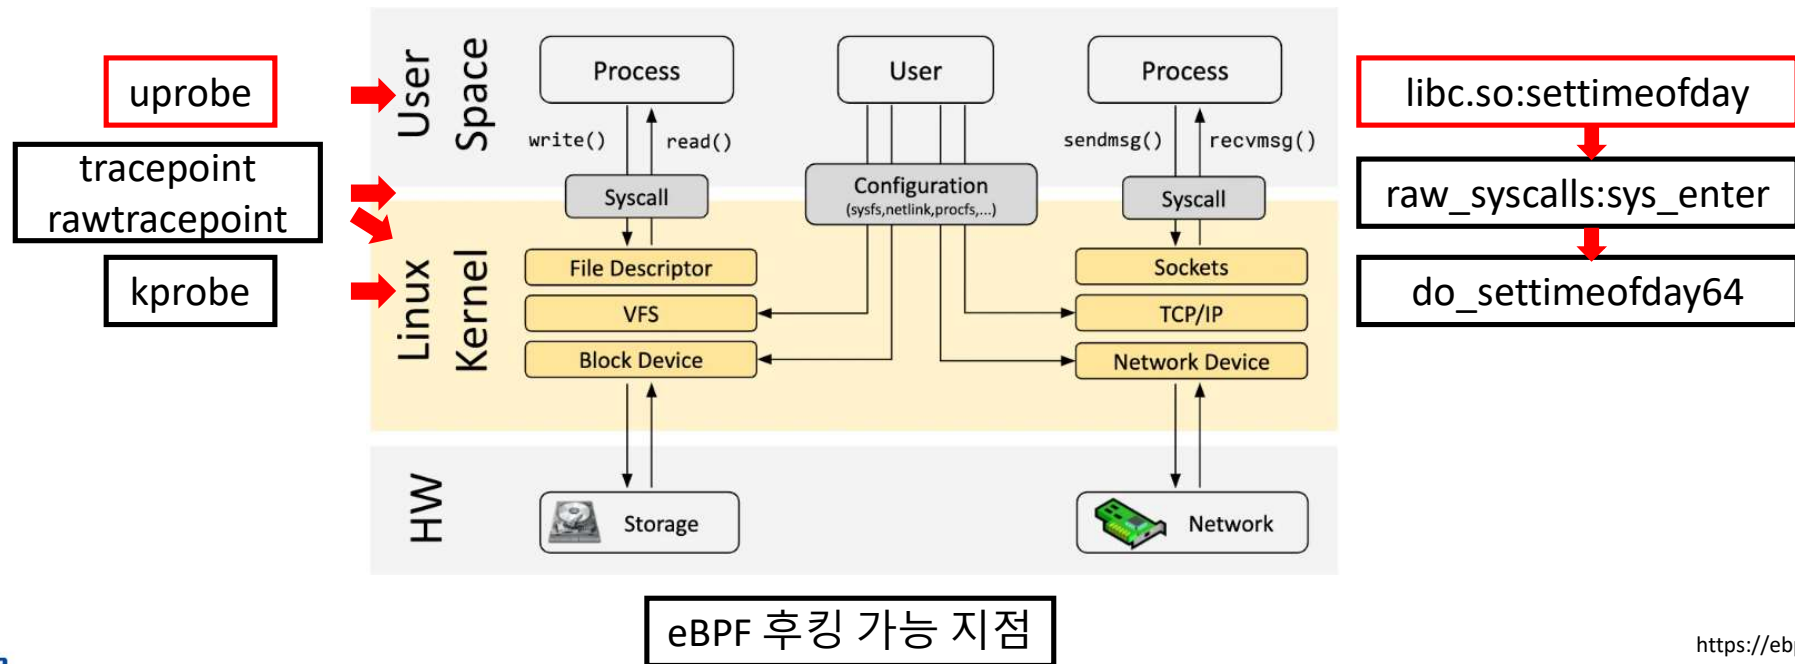 uprobe
tracepoint
rawtracepoint
kprobe
User
Space
Process
User
Process
write()
read()
sendmsg()
recvmsg()
Syscall
Configuration
(sysfs,netlink,procfs,...)
Syscall
Linux
Kernel
File Descriptor
VFS
Block Device
Sockets
TCP/IP
Network Device
HW
Storage
Network
libc.so:settimeofday
raw_syscalls:sys_enter
do_settimeofday64
eBPF 후킹 가능 지점
https://ebp